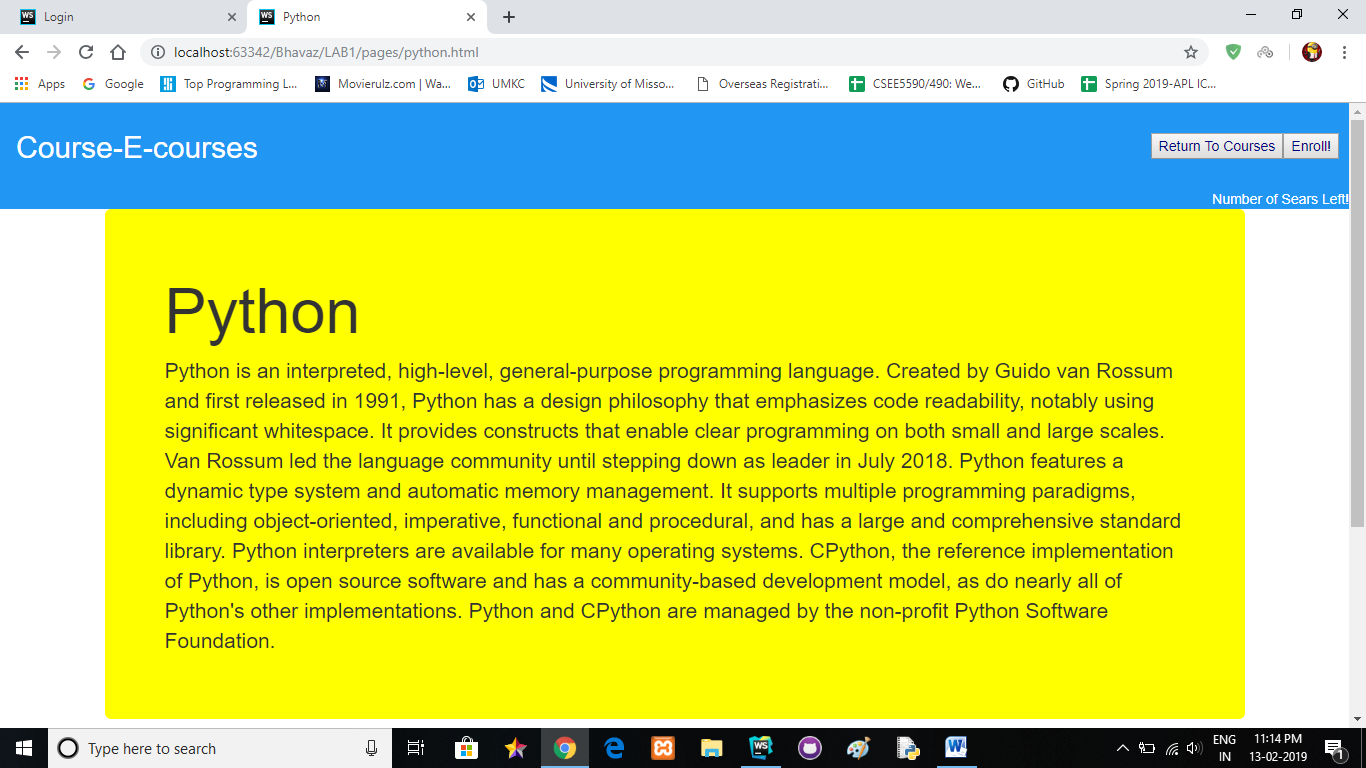 Login
Python
localhost:63342/Bhavaz/LAB1/pages/python.html
Apps
Google
Top Programming L...
Movierulz.com | Wa...
UMKC
University of Misso...
Overseas Registrati...
CSEE5590/490: We...
GitHub
Spring 2019-APL IC...
Course-E-courses
Return To Courses
Enroll!
Number of Sears Left!
Python
Python is an interpreted, high-level, general-purpose programming language. Created by Guido van Rossum
and first released in 1991, Python has a design philosophy that emphasizes code readability, notably using
significant whitespace. It provides constructs that enable clear programming on both small and large scales.
Van Rossum led the language community until stepping down as leader in July 2018. Python features a
dynamic type system and automatic memory management. It supports multiple programming paradigms,
including object-oriented, imperative, functional and procedural, and has a large and comprehensive standard
library. Python interpreters are available for many operating systems. CPython, the reference implementation
of Python, is open source software and has a community-based development model, as do nearly all of
Python's other implementations. Python and CPython are managed by the non-profit Python Software
Foundation.
Type here to search
ENG
IN
11:14 PM
13-02-2019
1